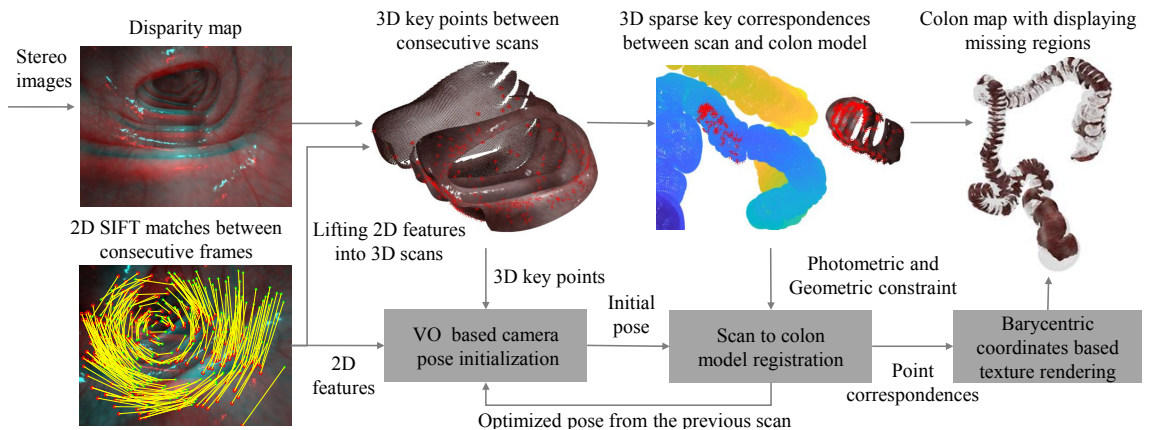 Disparity map
Stereo
images
3D key points between
consecutive scans
3D sparse key correspondences
between scan and colon model
Colon map with displaying
missing regions
2D SIFT matches between
consecutive frames
Lifting 2D features
into 3D scans
3D key points
Photometric and
Geometric constraint
2D
features
VO based camera
pose initialization
Initial
pose
Scan to colon
model registration
Point
correspondences
Barycentric
coordinates based
texture rendering
Optimized pose from the previous scan